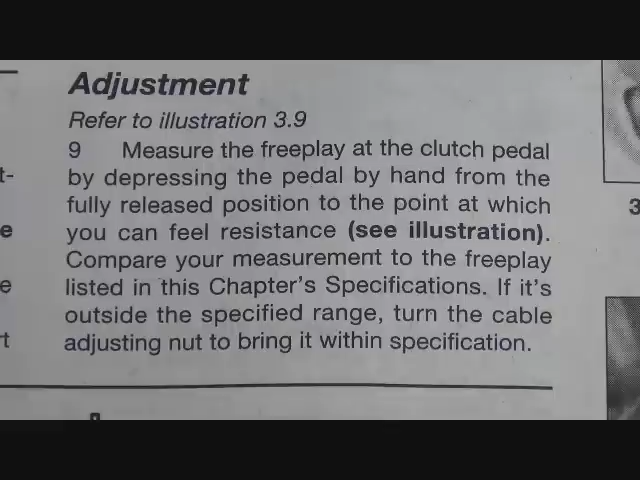 Adjustment
Refer to illustration 3.9
9 Measure the freeplay at the clutch pedal
by depressing the pedal by hand from the
fully released position to the point at which
you can feel resistance (see illustration).
Compare your measurement to the freeplay
listed in this Chapter's Specifications. If it's
outside the specified range, turn the cable
adjusting nut to bring it within specification.
t-
e
e
rt
3